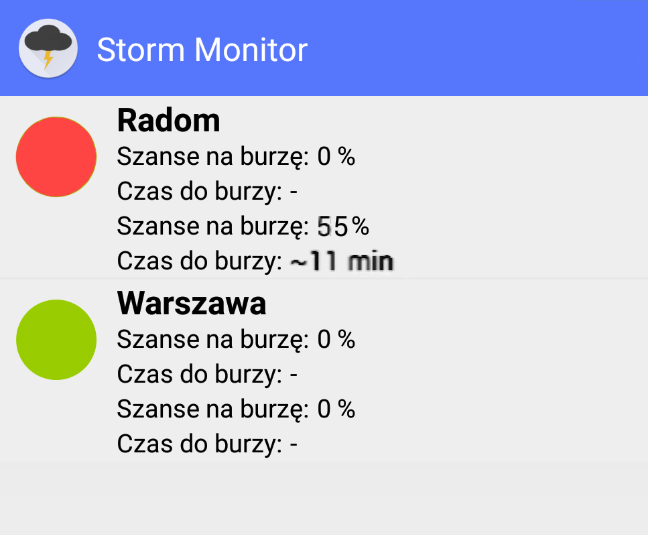 Storm Monitor
Radom
Szanse na burzę: 0 %
Czas do burzy: -
Szanse na burzę: 55%
Czas do burzy: ~11 min
Warszawa
Szanse na burzę: 0 %
Czas do burzy: -
Szanse na burzę: 0 %
Czas do burzy: -